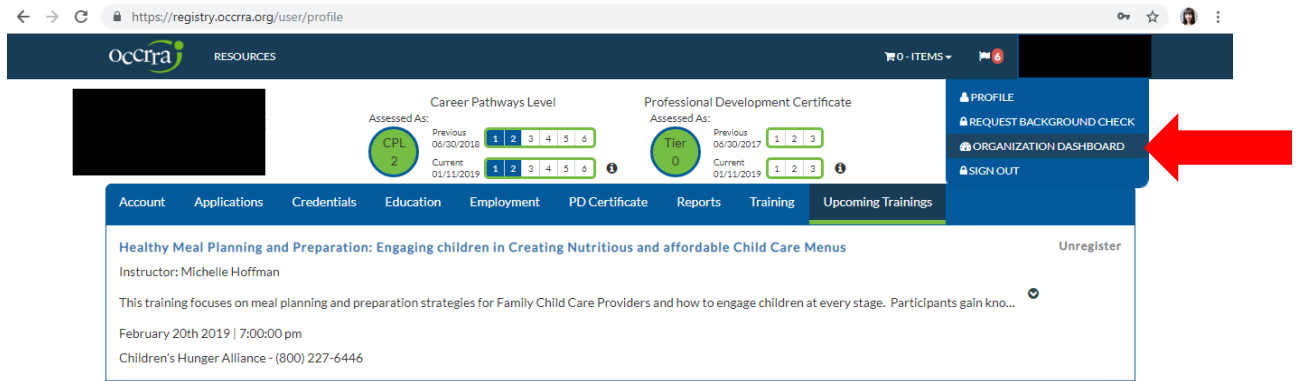 https://registry.occrra.org/user/profile
occrra
RESOURCES
0 - ITEMS
6
PROFILE
REQUEST BACKGROUND CHECK
ORGANIZATION DASHBOARD
SIGN OUT
Career Pathways Level
Assessed As:
CPL
2
Previous
06/30/2018
1 2 3 4 5 6
Current
01/11/2019
1 2 3 4 5 6
Professional Development Certificate
Assessed As:
Tier
0
Previous
06/30/2017
1 2 3
Current
01/11/2019
1 2 3
Account Applications Credentials Education Employment PD Certificate Reports Training Upcoming Trainings
Healthy Meal Planning and Preparation: Engaging children in Creating Nutritious and affordable Child Care Menus
Unregister
Instructor: Michelle Hoffman
This training focuses on meal planning and preparation strategies for Family Child Care Providers and how to engage children at every stage. Participants gain kno...
February 20th 2019 | 7:00:00 pm
Children's Hunger Alliance - (800) 227-6446